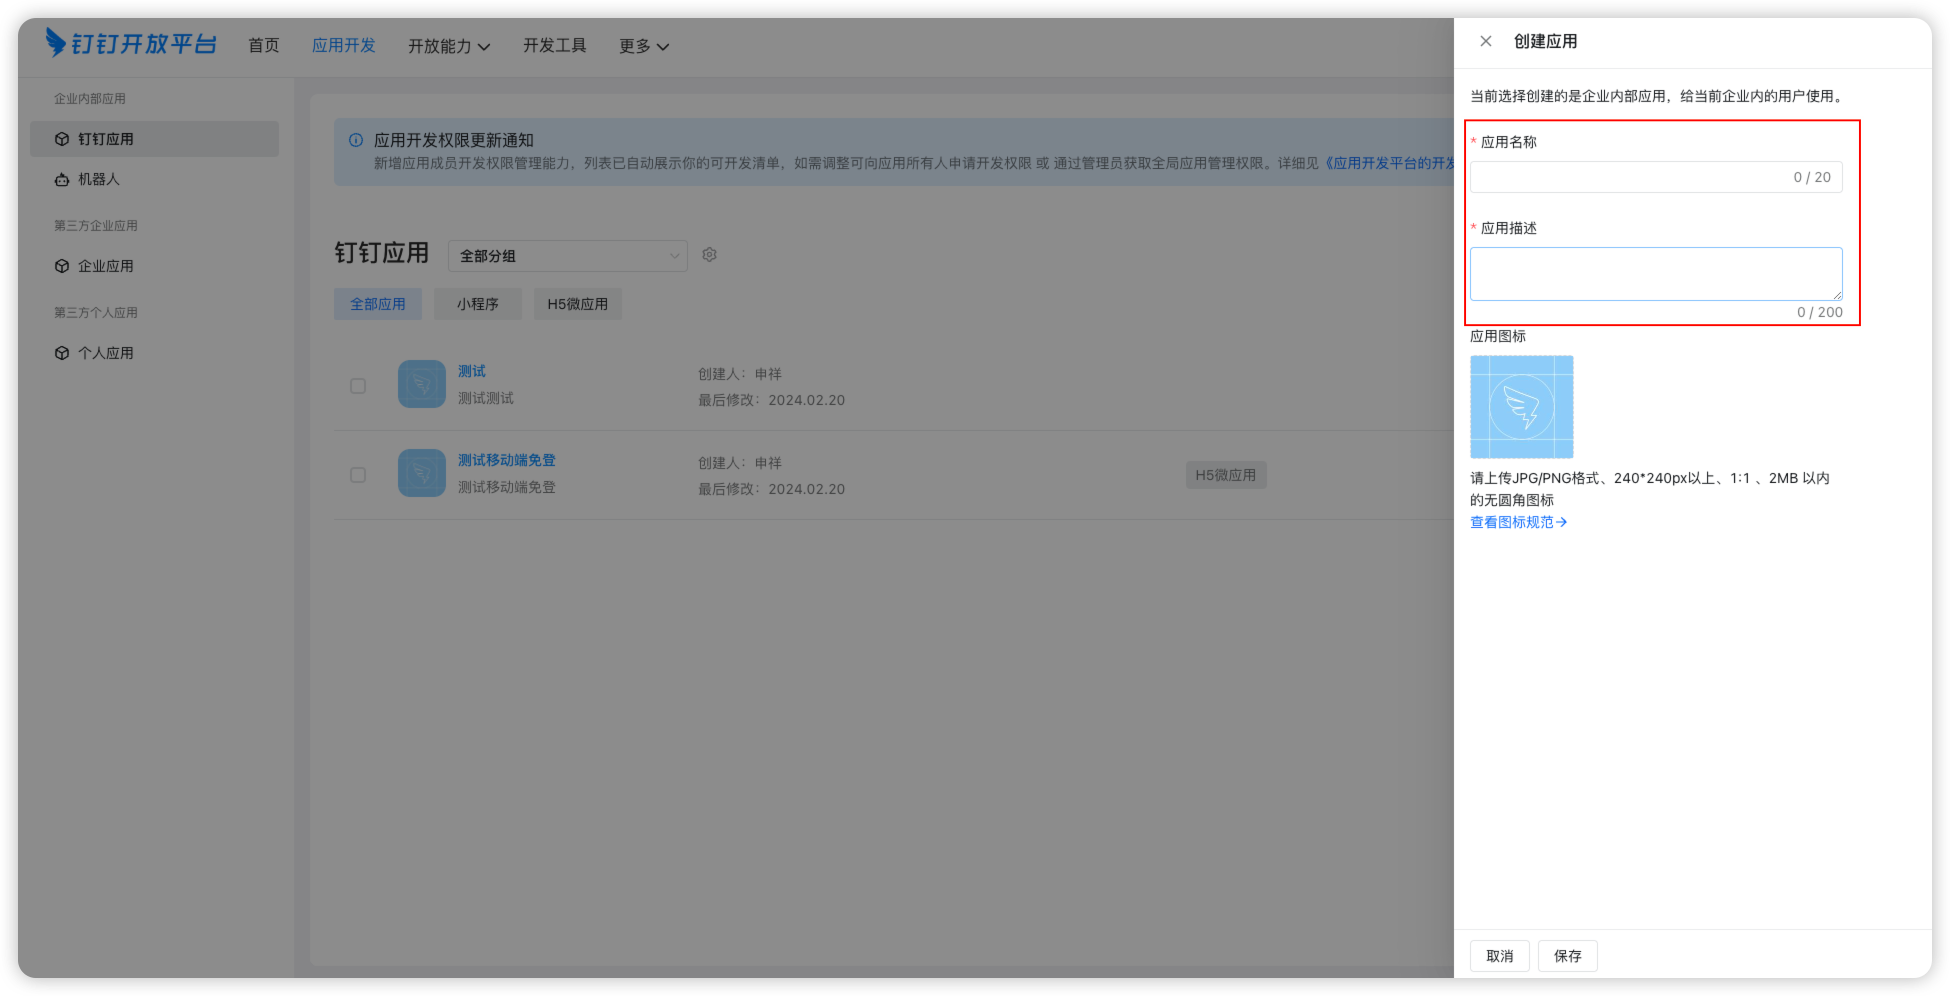 钉钉开放平台 首页 应用开发 开放能力 开发工具 更多
企业内部应用
钉钉应用
机器人
第三方企业应用
企业应用
第三方个人应用
个人应用
应用开发权限更新通知
新增应用成员开发权限管理能力，列表已自动展示你的可开发清单，如需调整可向应用所有人申请开发权限 或 通过管理员获取全局应用管理权限。详细见《应用开发平台的开发
钉钉应用 全部分组
全部应用 小程序 H5微应用
测试
测试测试
创建人：申祥
最后修改：2024.02.20
测试移动端免登
测试移动端免登
创建人：申祥
最后修改：2024.02.20
H5微应用
创建应用
当前选择创建的是企业内部应用，给当前企业内的用户使用。
* 应用名称
0 / 20
* 应用描述
0 / 200
应用图标
请上传JPG/PNG格式、240*240px以上、1:1 、2MB 以内
的无圆角图标
查看图标规范→
取消 保存